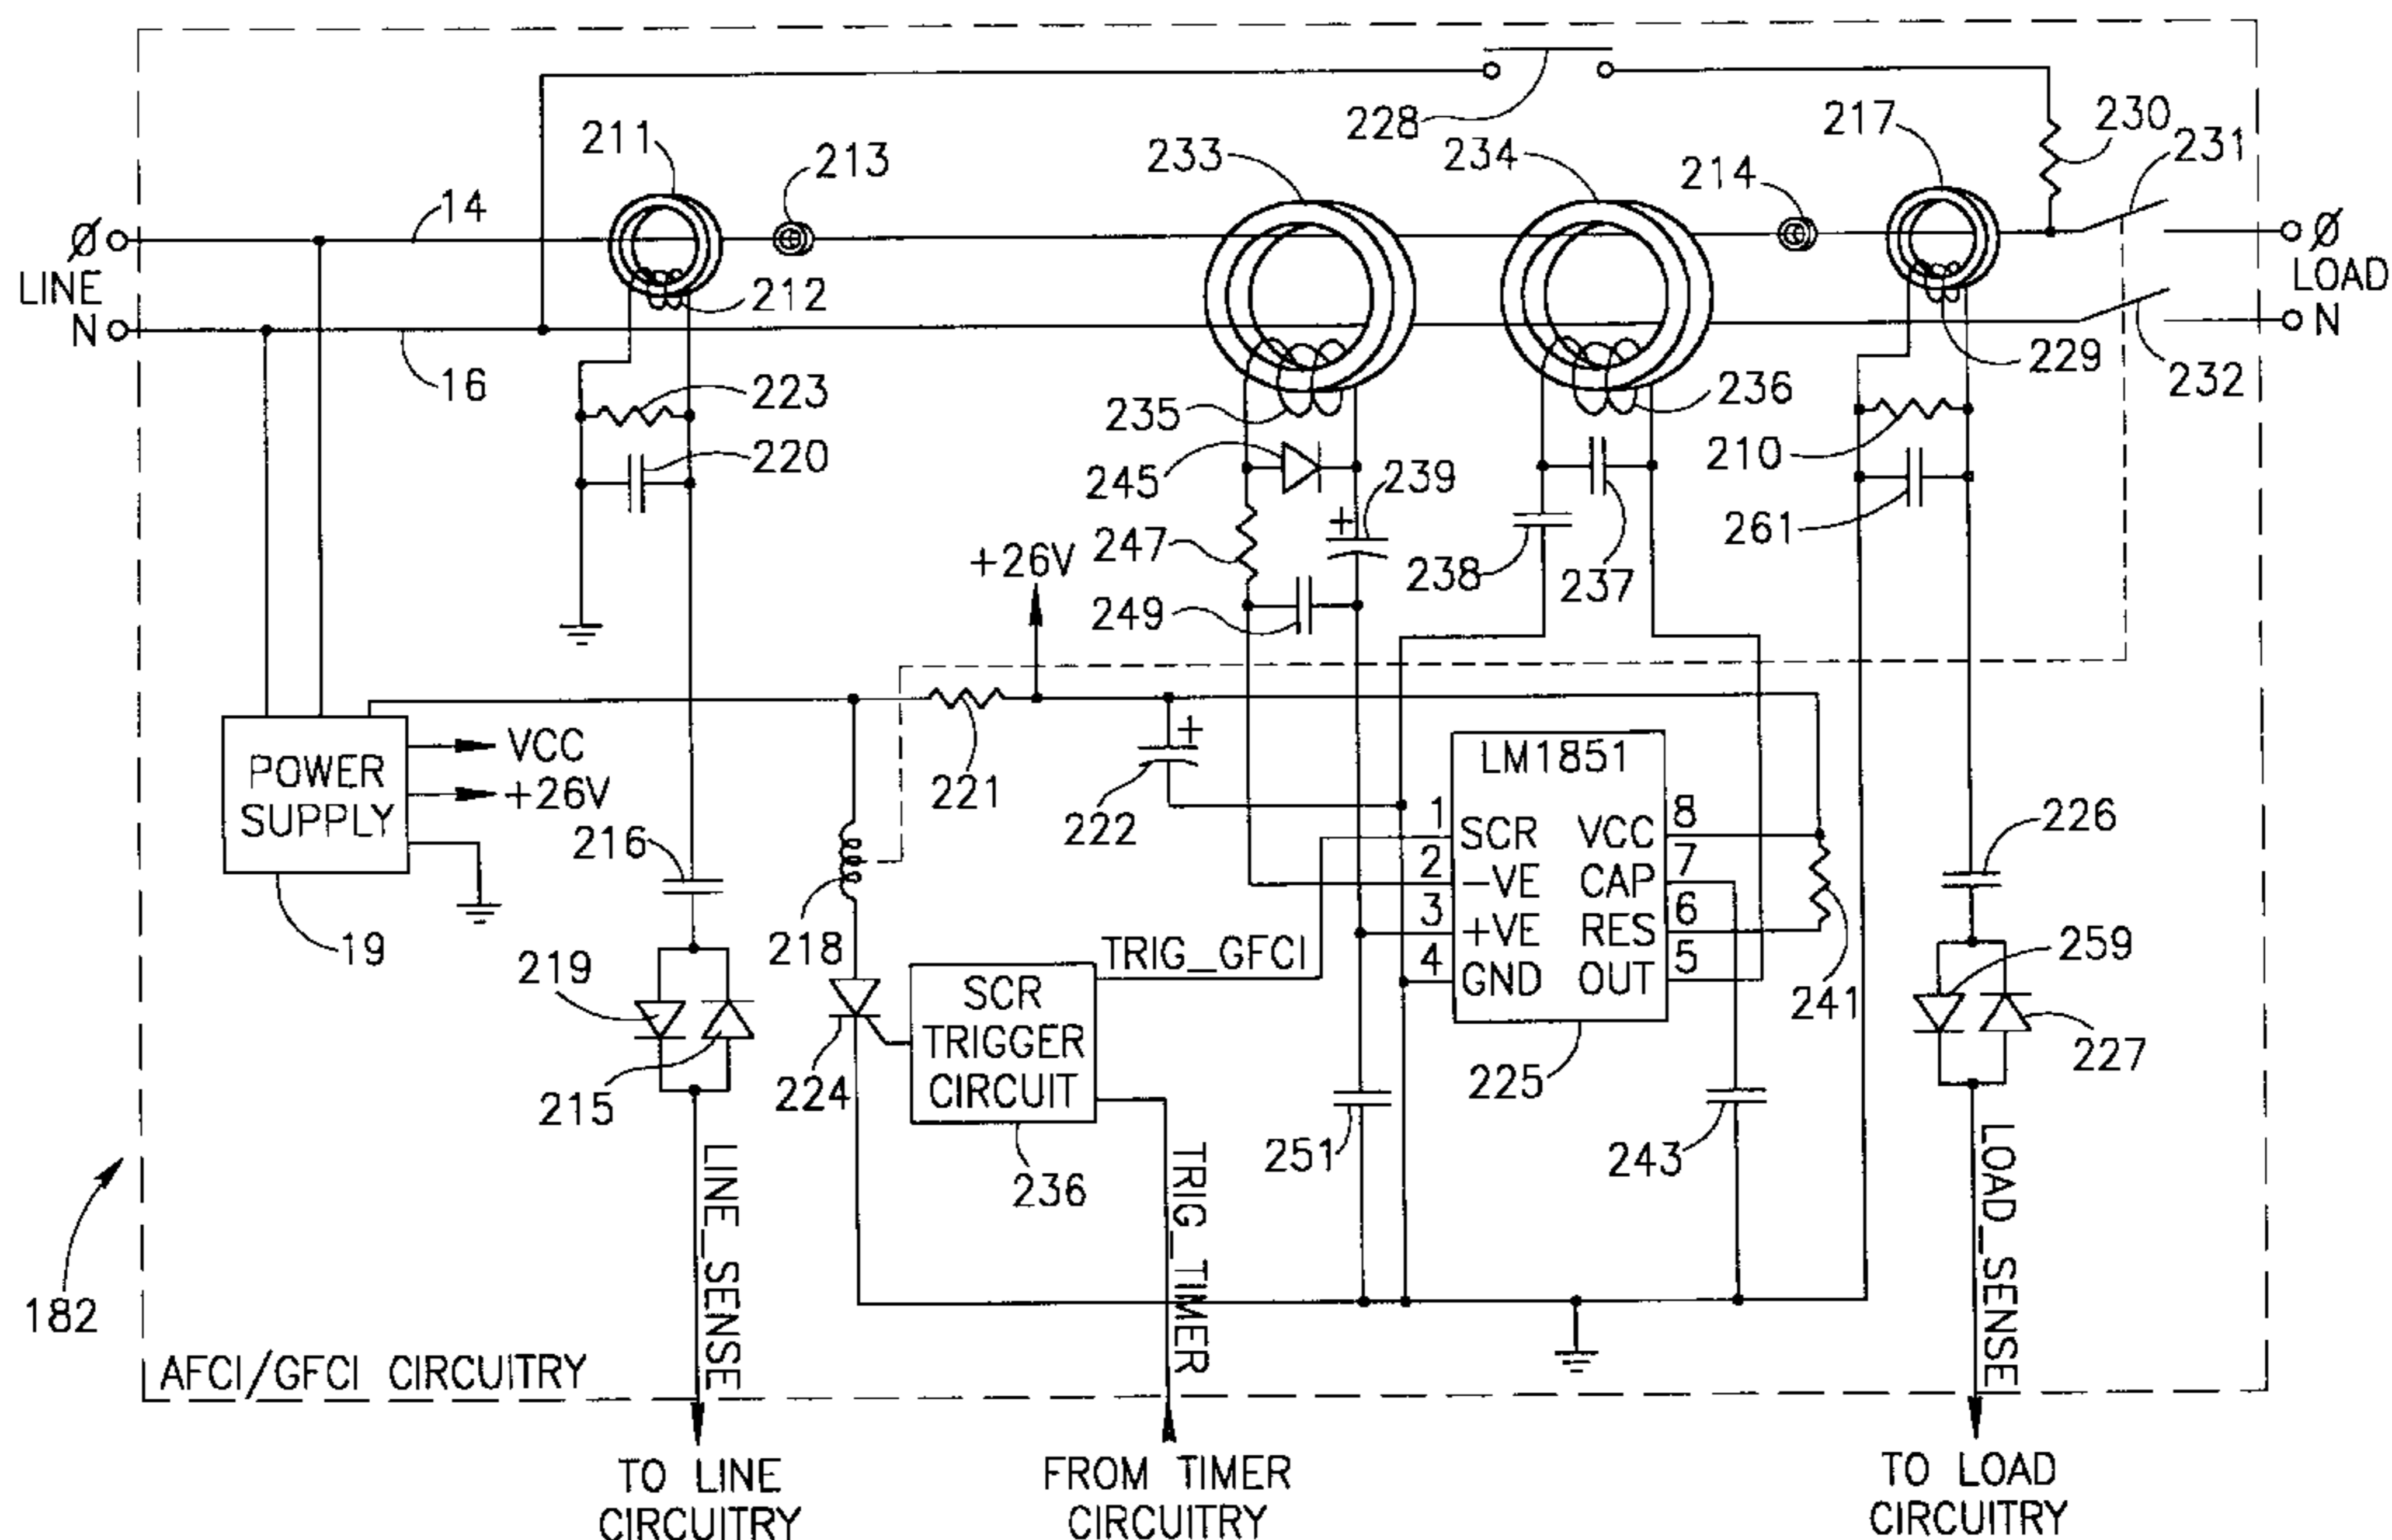 228
230
231
211
213
233
234
214
217
14
Ø
LINE
N
Ø
LOAD
N
212
16
223
220
235
236
229
232
245
239
210
261
247
+
238
237
+26V
249
POWER
SUPPLY
VCC
+26V
19
221
+
222
LM1851
1
2
3
4
SCR
-VE
+VE
GND
VCC
CAP
RES
OUT
8
7
6
5
216
218
226
219
215
TRIG_GFCI
SCR
TRIGGER
CIRCUIT
224
236
241
259
227
225
251
243
LINE_SENSE
TRIG_TIMER
LOAD_SENSE
182
AFCI/GFCI CIRCUITRY
TO LINE
CIRCUITRY
FROM TIMER
CIRCUITRY
TO LOAD
CIRCUITRY